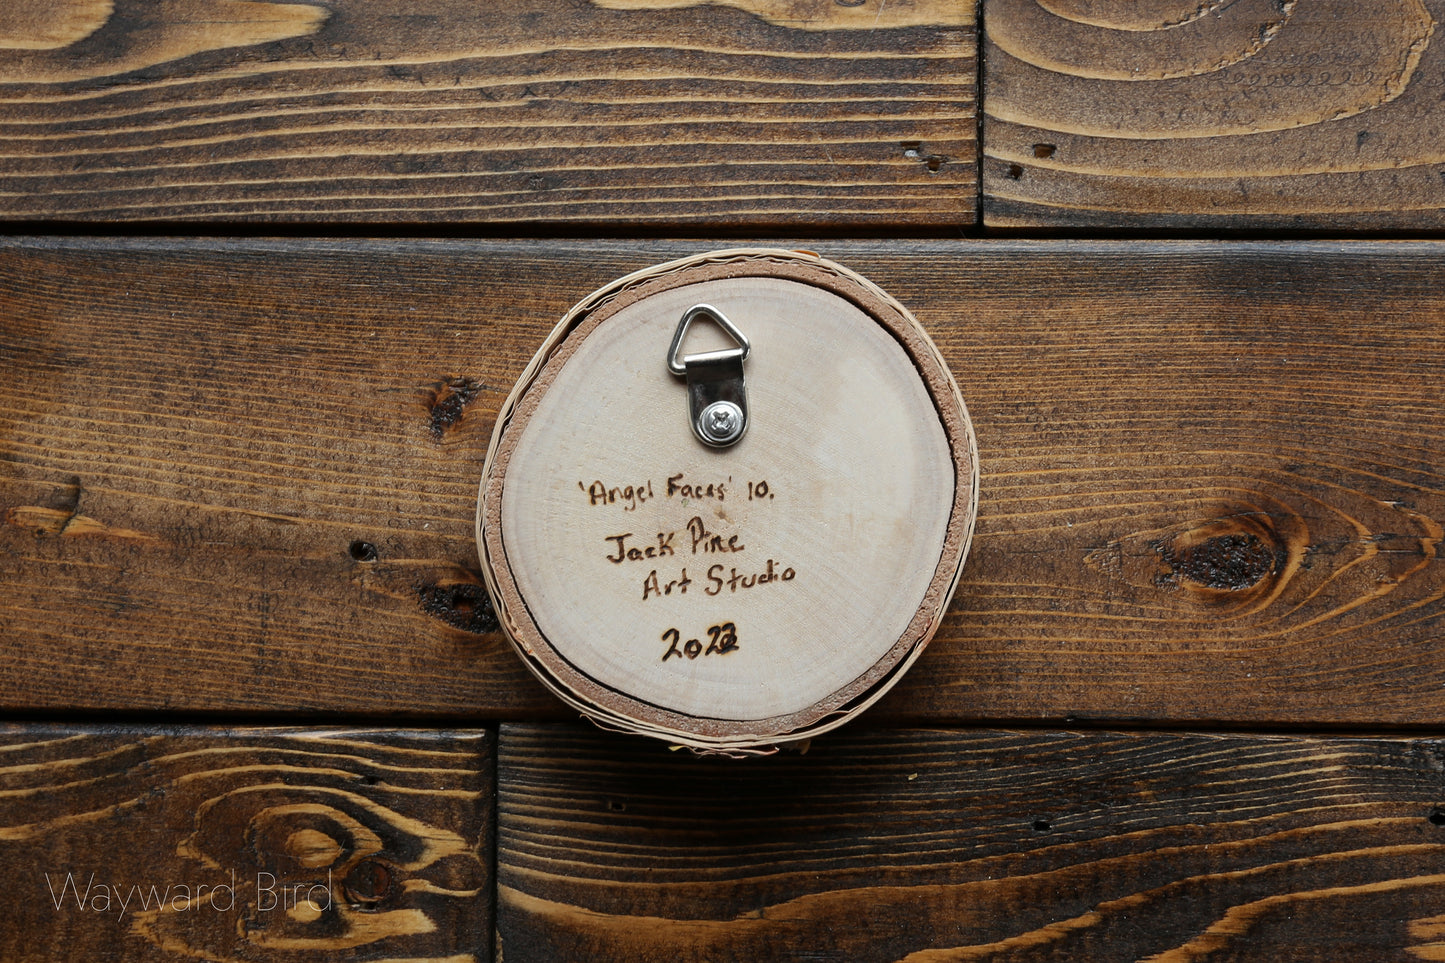 'Angel Faces' 10.
Jack Pine
Art Studio
Wayward Bird